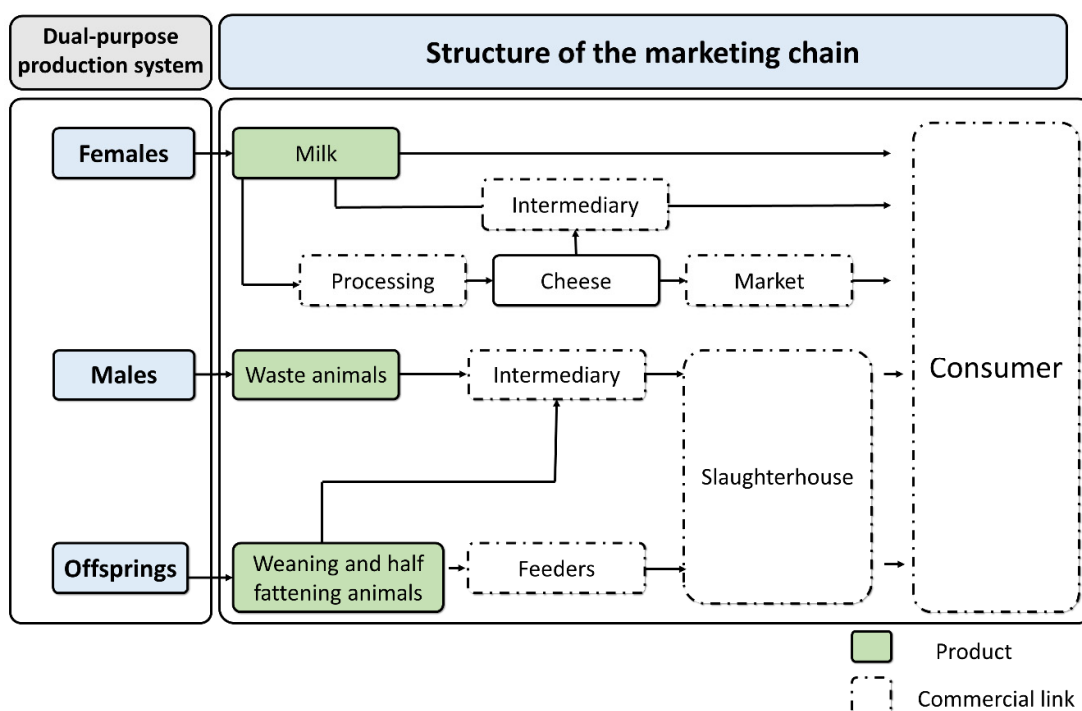 Dual-purpose
production system
Structure of the marketing chain
Females
Milk
Intermediary
Processing
Cheese
Market
Males
Waste animals
Intermediary
Consumer
Slaughterhouse
Offsprings
Weaning and half
fattening animals
Feeders
Product
Commercial link